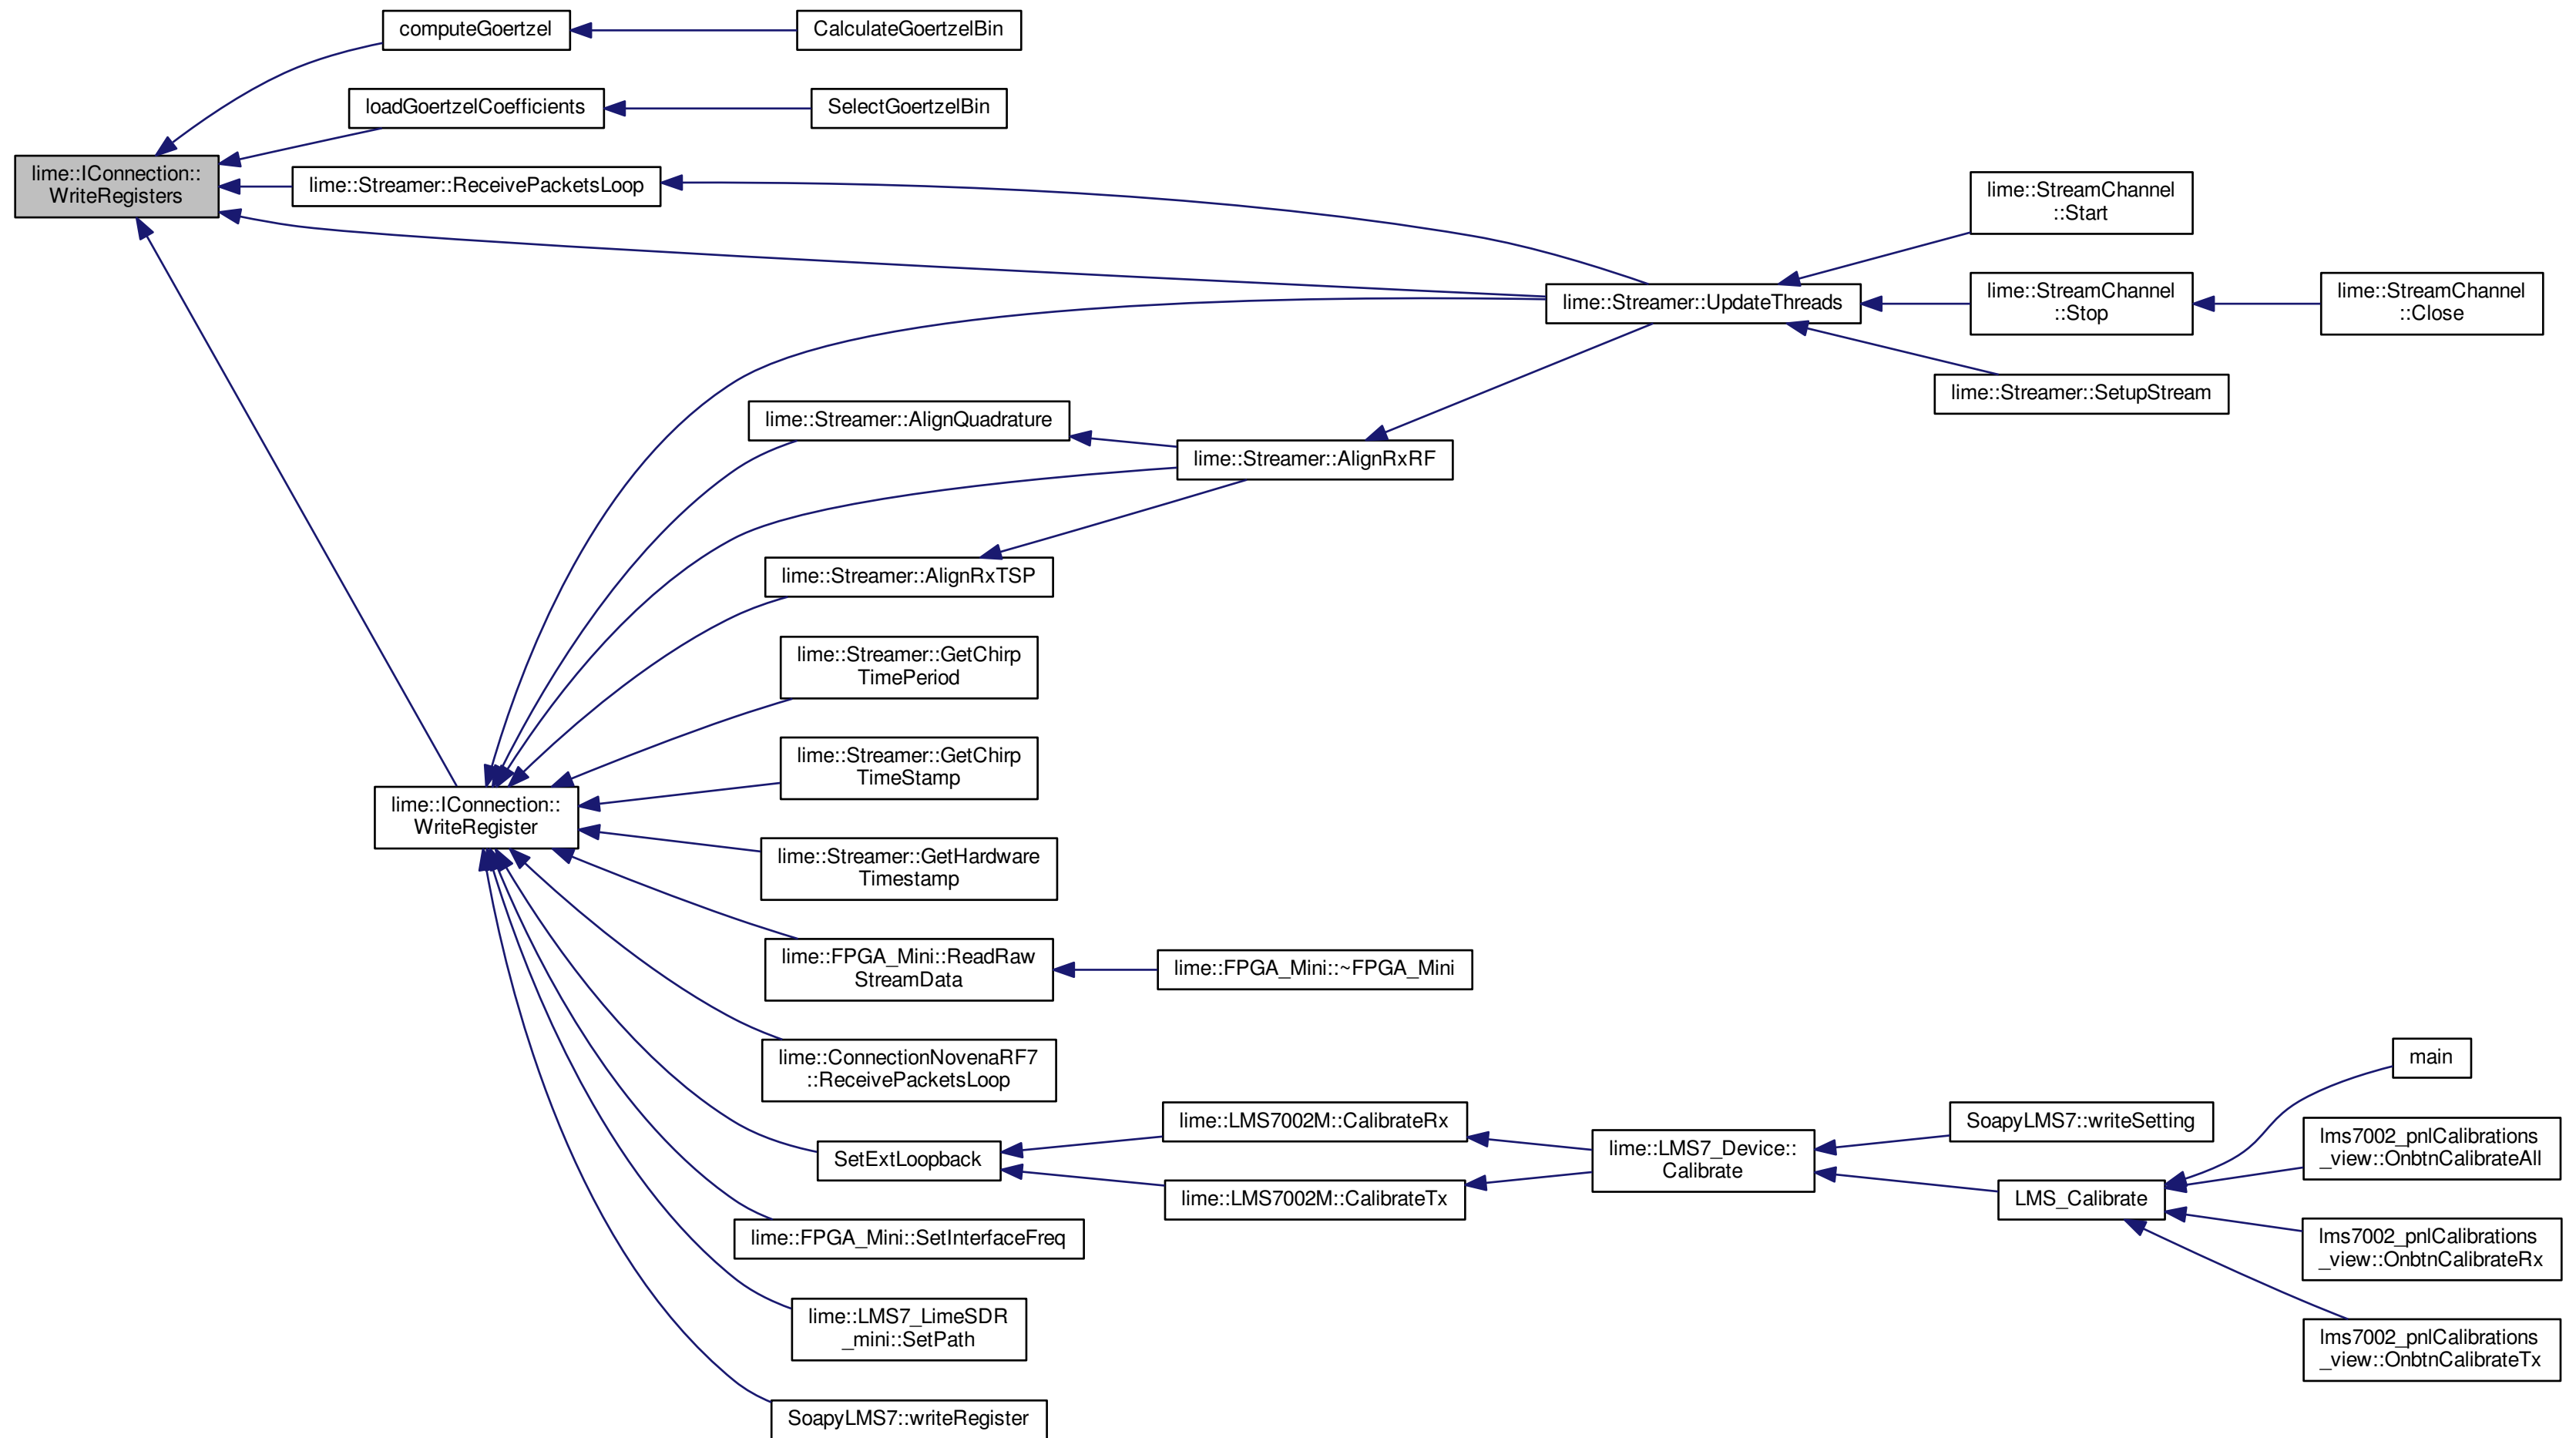 computeGoertzel
CalculateGoertzelBin
loadGoertzelCoefficients
SelectGoertzelBin
lime::IConnection::
WriteRegisters
lime::Streamer::ReceivePacketsLoop
lime::StreamChannel
::Start
lime::Streamer::UpdateThreads
lime::StreamChannel
::Stop
lime::StreamChannel
::Close
lime::Streamer::SetupStream
lime::Streamer::AlignQuadrature
lime::Streamer::AlignRxRF
lime::Streamer::AlignRxTSP
lime::Streamer::GetChirp
TimePeriod
lime::Streamer::GetChirp
TimeStamp
lime::IConnection::
WriteRegister
lime::Streamer::GetHardware
Timestamp
lime::FPGA_Mini::ReadRaw
StreamData
lime::FPGA_Mini::~FPGA_Mini
lime::ConnectionNovenaRF7
::ReceivePacketsLoop
main
SetExtLoopback
lime::LMS7002M::CalibrateRx
lime::LMS7002M::CalibrateTx
lime::LMS7_Device::
Calibrate
SoapyLMS7::writeSetting
LMS_Calibrate
lms7002_pnlCalibrations
_view::OnbtnCalibrateAll
lms7002_pnlCalibrations
_view::OnbtnCalibrateRx
lms7002_pnlCalibrations
_view::OnbtnCalibrateTx
lime::FPGA_Mini::SetInterfaceFreq
lime::LMS7_LimeSDR
_mini::SetPath
SoapyLMS7::writeRegister